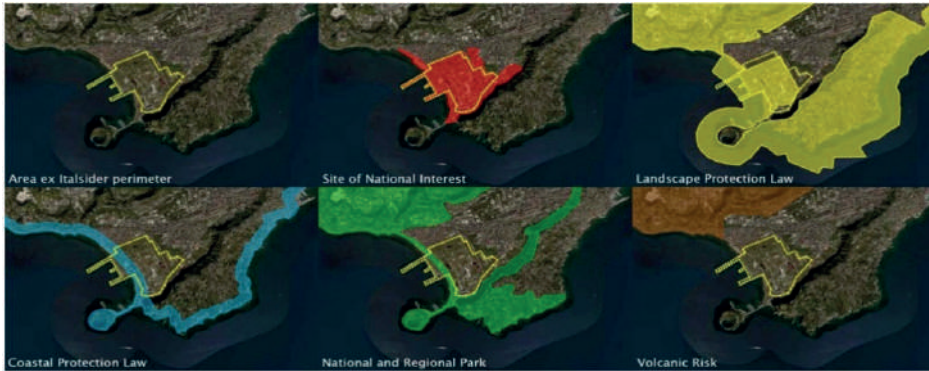 Area ex Italsider perimeter
Site of National Interest
Landscape Protection Law
Coastal Protection Law
National and Regional Park
Volcanic Risk